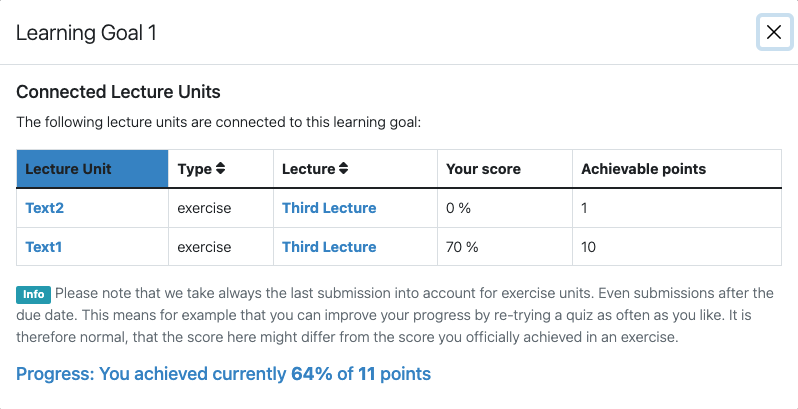 Learning Goal 1
Connected Lecture Units
The following lecture units are connected to this learning goal:
Lecture Unit Type Lecture Your score Achievable points
Text2 exercise Third Lecture 0 % 1
Text1 exercise Third Lecture 70 % 10
Info Please note that we take always the last submission into account for exercise units. Even submissions after the
due date. This means for example that you can improve your progress by re-trying a quiz as often as you like. It is
therefore normal, that the score here might differ from the score you officially achieved in an exercise.
Progress: You achieved currently 64% of 11 points